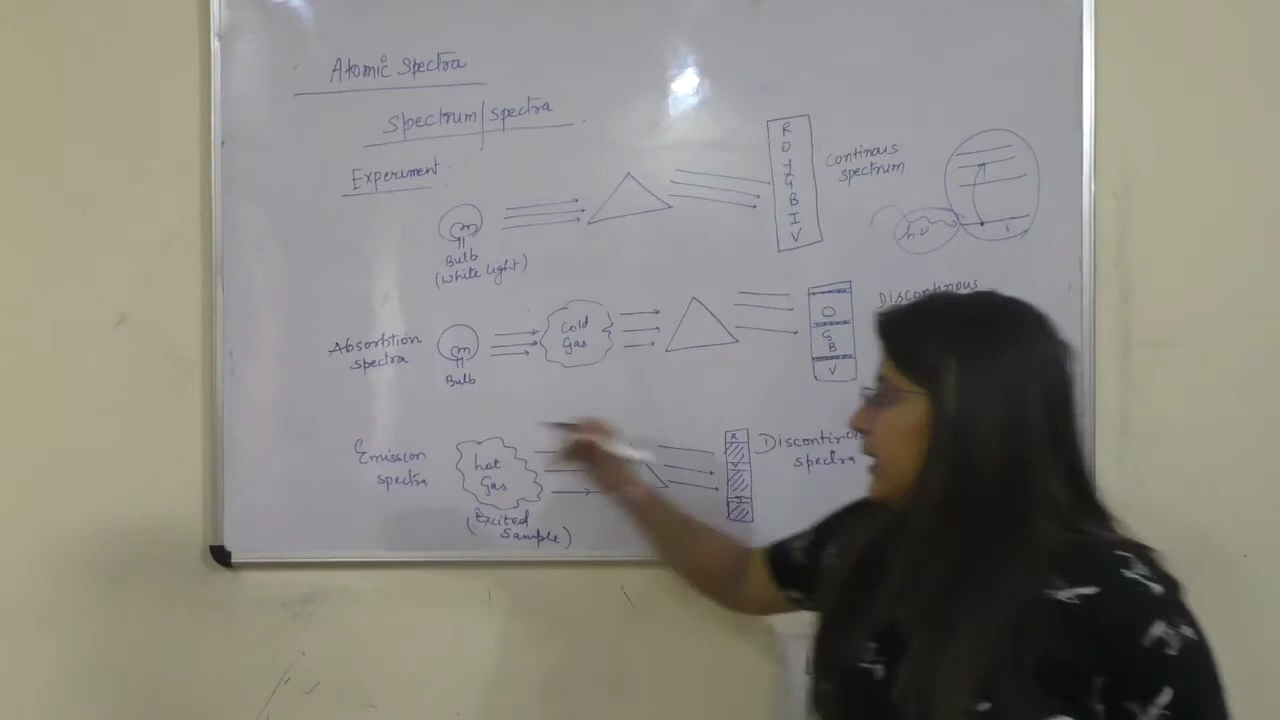 Atomic Spectra
Spectrum/spectra
Experiment
Bulb
(White light)
R
O
Y
G
B
I
V
Continous
spectrum
hν
Absorbtion
spectra
Bulb
Cold
Gas
O
G
B
V
Discontinous
Emission
spectra
hot
Gas
(Excited
Sample)
R
Y
I
Discontinou
spectra